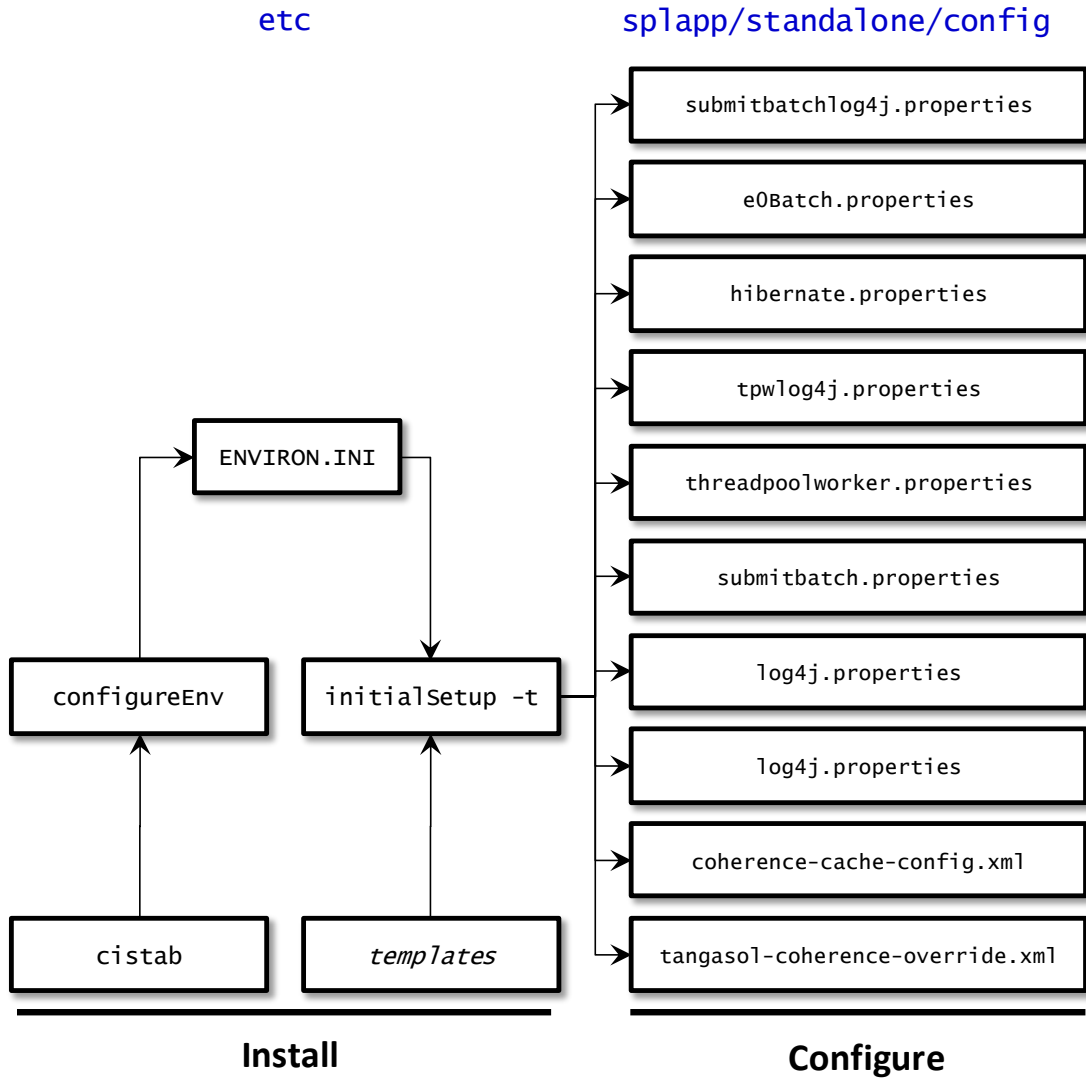 etc
splapp/standalone/config
submitbatchlog4j.properties
e0Batch.properties
hibernate.properties
tpwlog4j.properties
ENVIRON.INI
threadpoolworker.properties
submitbatch.properties
configureEnv
initialSetup –t
log4j.properties
log4j.properties
coherence-cache-config.xml
cistab
templates
tangasol-coherence-override.xml
Install
Configure